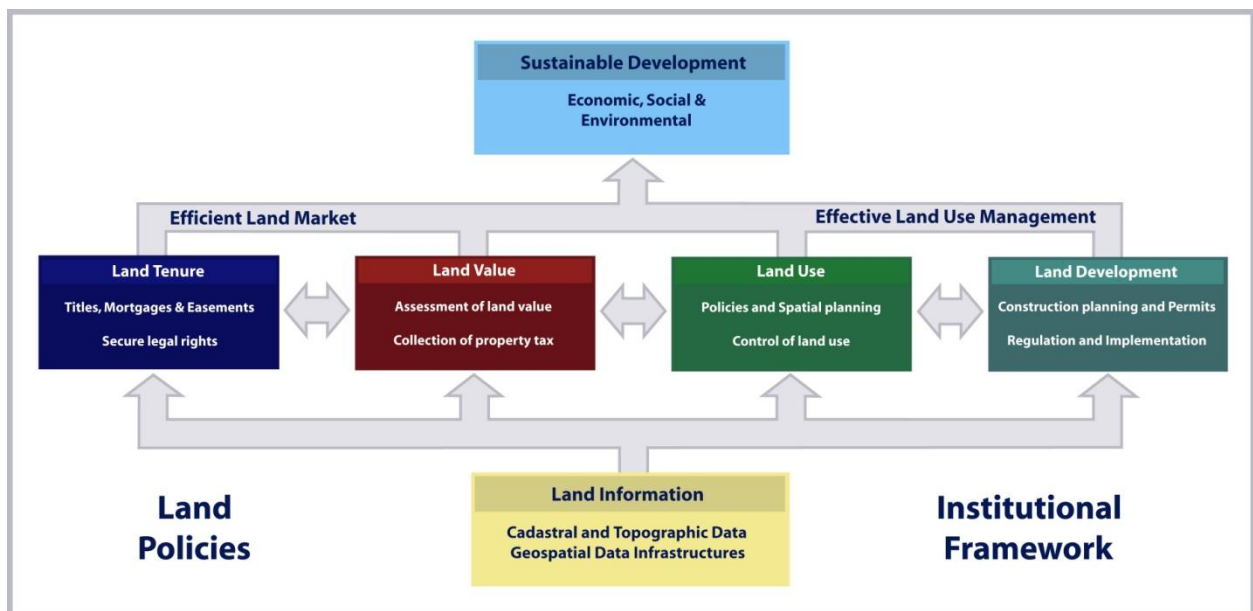 Sustainable Development
Economic, Social &
Environmental
Efficient Land Market
Effective Land Use Management
Land Tenure
Titles, Mortgages & Easements
Secure legal rights
Land Value
Assessment of land value
Collection of property tax
Land Use
Policies and Spatial planning
Control of land use
Land Development
Construction planning and Permits
Regulation and Implementation
Land
Policies
Land Information
Cadastral and Topographic Data
Geospatial Data Infrastructures
Institutional
Framework